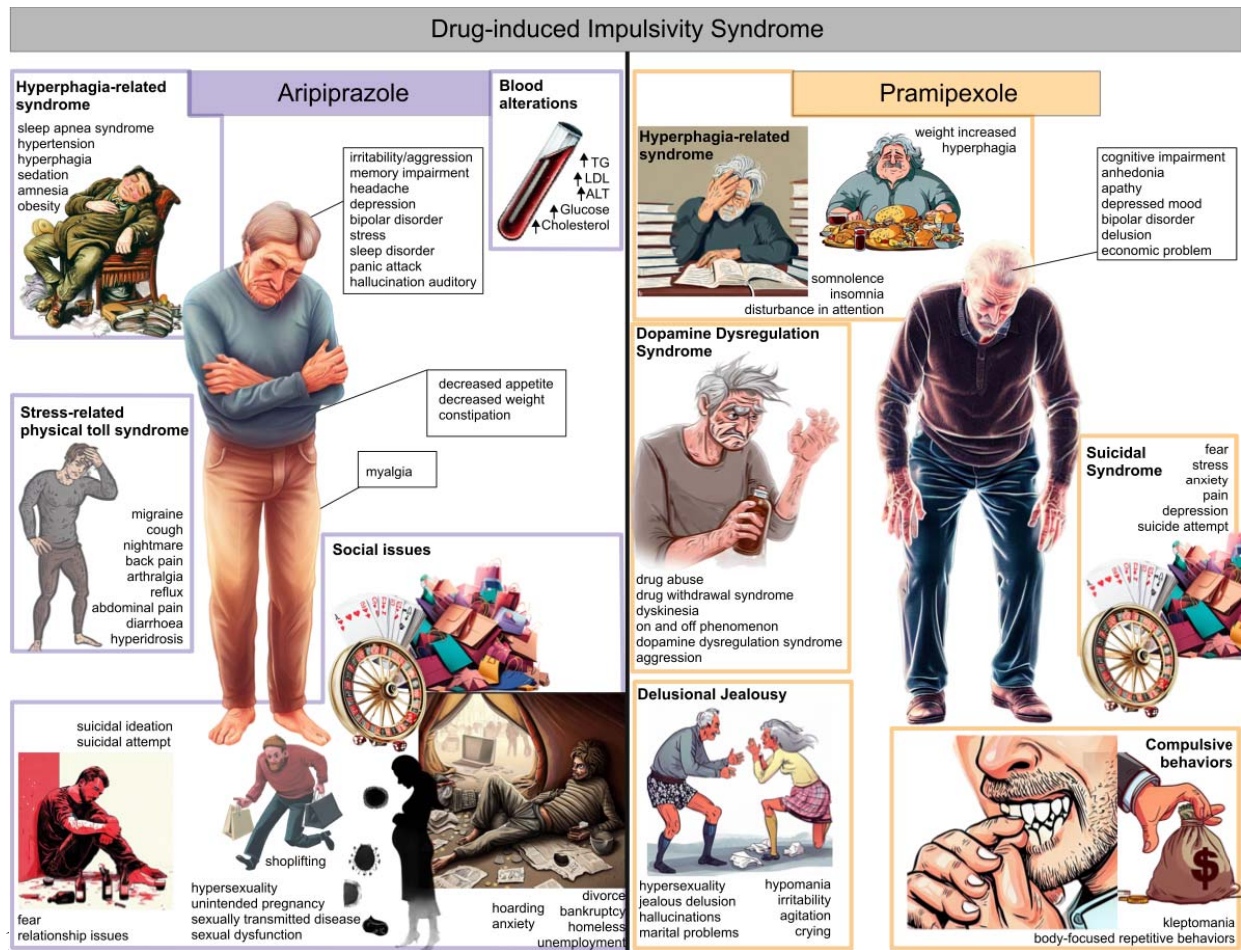 Drug-induced Impulsivity Syndrome
Aripiprazole
Hyperphagia-related
syndrome
sleep apnea syndrome
hypertension
hyperphagia
sedation
amnesia
obesity
irritability/aggression
memory impairment
headache
depression
bipolar disorder
stress
sleep disorder
panic attack
hallucination auditory
Blood
alterations
↑TG
↑LDL
↑ALT
↑Glucose
↑Cholesterol
decreased appetite
decreased weight
constipation
myalgia
Stress-related
physical toll syndrome
migraine
cough
nightmare
back pain
arthralgia
reflux
abdominal pain
diarrhoea
hyperidrosis
Social issues
suicidal ideation
suicidal attempt
fear
relationship issues
shoplifting
hypersexuality
unintended pregnancy
sexually transmitted disease
sexual dysfunction
hoarding
anxiety
divorce
bankruptcy
homeless
unemployment
Pramipexole
Hyperphagia-related
syndrome
weight increased
hyperphagia
somnolence
insomnia
disturbance in attention
cognitive impairment
anhedonia
apathy
depressed mood
bipolar disorder
delusion
economic problem
Dopamine Dysregulation
Syndrome
drug abuse
drug withdrawal syndrome
dyskinesia
on and off phenomenon
dopamine dysregulation syndrome
aggression
Suicidal
Syndrome
fear
stress
anxiety
pain
depression
suicide attempt
Delusional Jealousy
hypersexuality
jealous delusion
hallucinations
marital problems
hypomania
irritability
agitation
crying
Compulsive
behaviors
$
kleptomania
body-focused repetitive behaviors